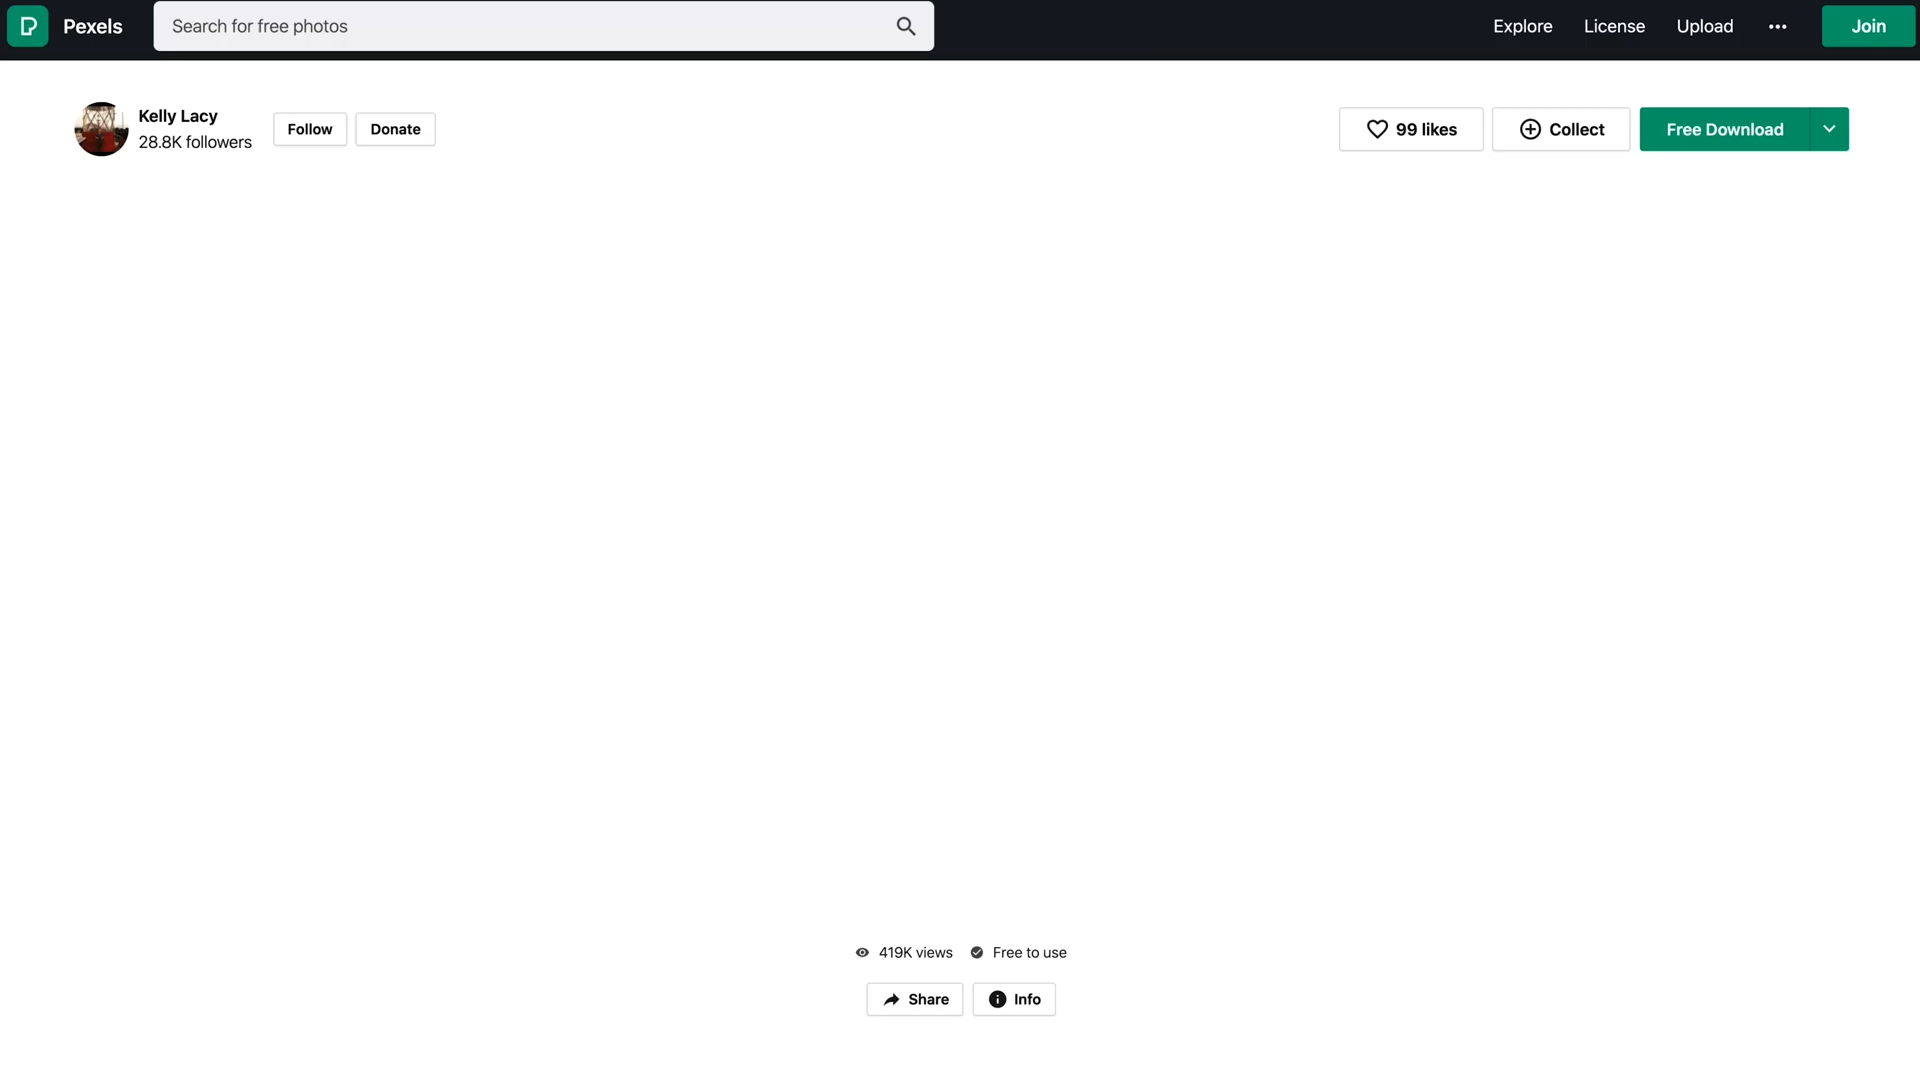 Pexels
Search for free photos
Explore
License
Upload
Join
Kelly Lacy
28.8K followers
Follow
Donate
99 likes
Collect
Free Download
419K views
Free to use
Share
Info